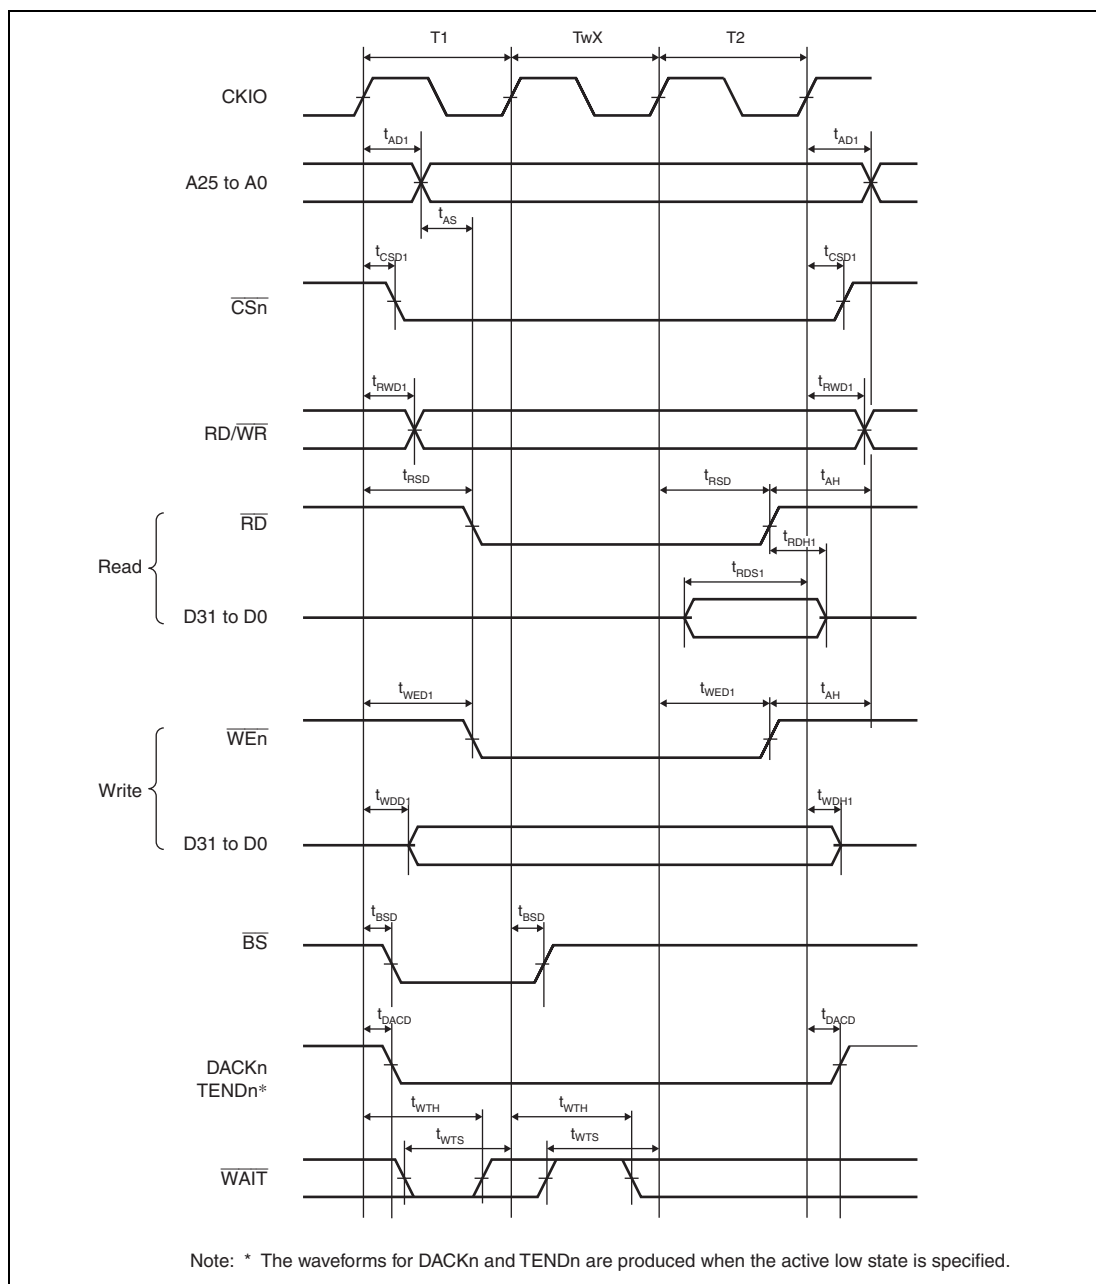 T1 TwX T2
CKIO
tAD1 tAD1
A25 to A0
tAS
tCSD1 tCSD1
CSn
tRWD1 tRWD1
RD/WR
tRSD tRSD tAH
RD
tRDH1
Read
tRDS1
D31 to D0
tWED1 tWED1 tAH
WEn
Write
tWDD1 tWDH1
D31 to D0
tBSD tBSD
BS
tDACD tDACD
DACKn
TENDn*
tWTH tWTH
tWTS tWTS
WAIT
Note: * The waveforms for DACKn and TENDn are produced when the active low state is specified.